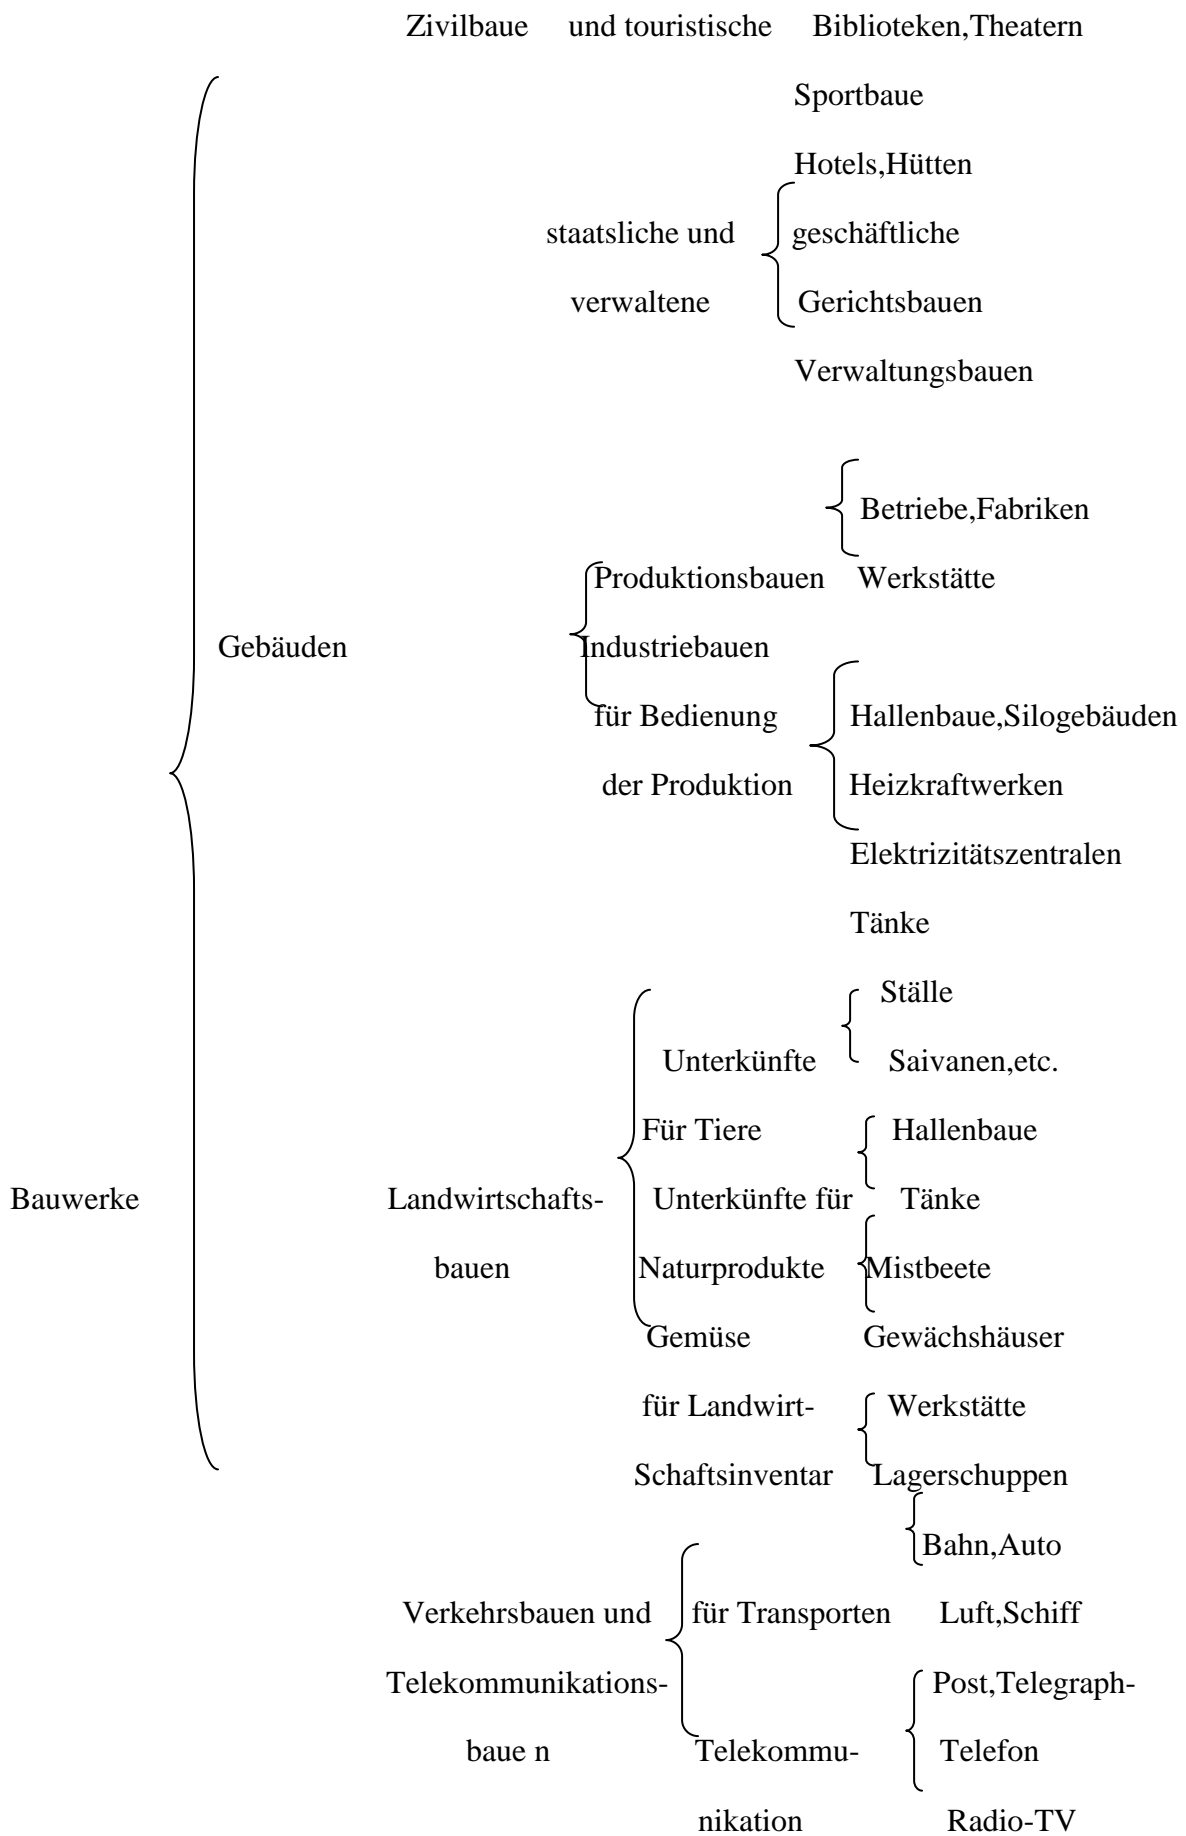 Zivilbaue und touristische Biblioteken,Theatern
Sportbaue
Hotels,Hütten
staatsliche und geschäftliche
verwaltene Gerichtsbauen
Verwaltungsbauen
Betriebe,Fabriken
Produktionsbauen Werkstätte
Gebäuden Industriebauen
für Bedienung Hallenbaue,Silogebäuden
der Produktion Heizkraftwerken
Elektrizitätszentralen
Tänke
Ställe
Unterkünfte Saivanen,etc.
Für Tiere Hallenbaue
Bauwerke Landwirtschafts- Unterkünfte für Tänke
bauen Naturprodukte Mistbeete
Gemüse Gewächshäuser
für Landwirt- Werkstätte
Schaftsinventar Lagerschuppen
Bahn,Auto
Verkehrsbauen und für Transporten Luft,Schiff
Telekommunikations- Post,Telegraph-
baue n Telekommu- Telefon
nikation Radio-TV